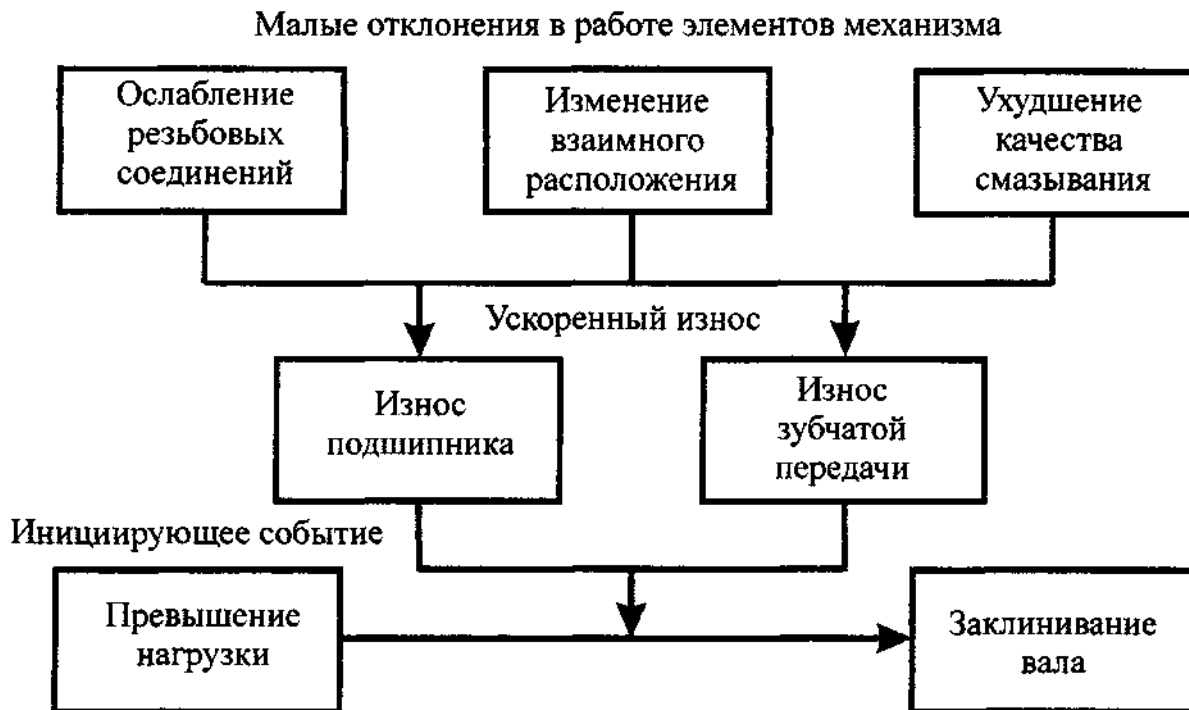 Малые отклонения в работе элементов механизма
Ослабление
резьбовых
соединений
Изменение
взаимного
расположения
Ухудшение
качества
смазывания
Ускоренный износ
Износ
подшипника
Износ
зубчатой
передачи
Инициирующее событие
Превышение
нагрузки
Заклинивание
вала